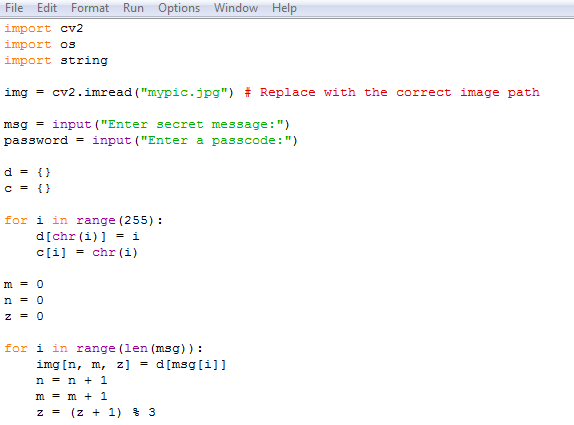 File Edit Format Run Options Window Help
import cv2
import os
import string
img = cv2.imread("mypic.jpg") # Replace with the correct image path
msg = input("Enter secret message:")
password = input("Enter a passcode:")
d = {}
c = {}
for i in range(255):
    d[chr(i)] = i
    c[i] = chr(i)
m = 0
n = 0
z = 0
for i in range(len(msg)):
    img[n, m, z] = d[msg[i]]
    n = n + 1
    m = m + 1
    z = (z + 1) % 3